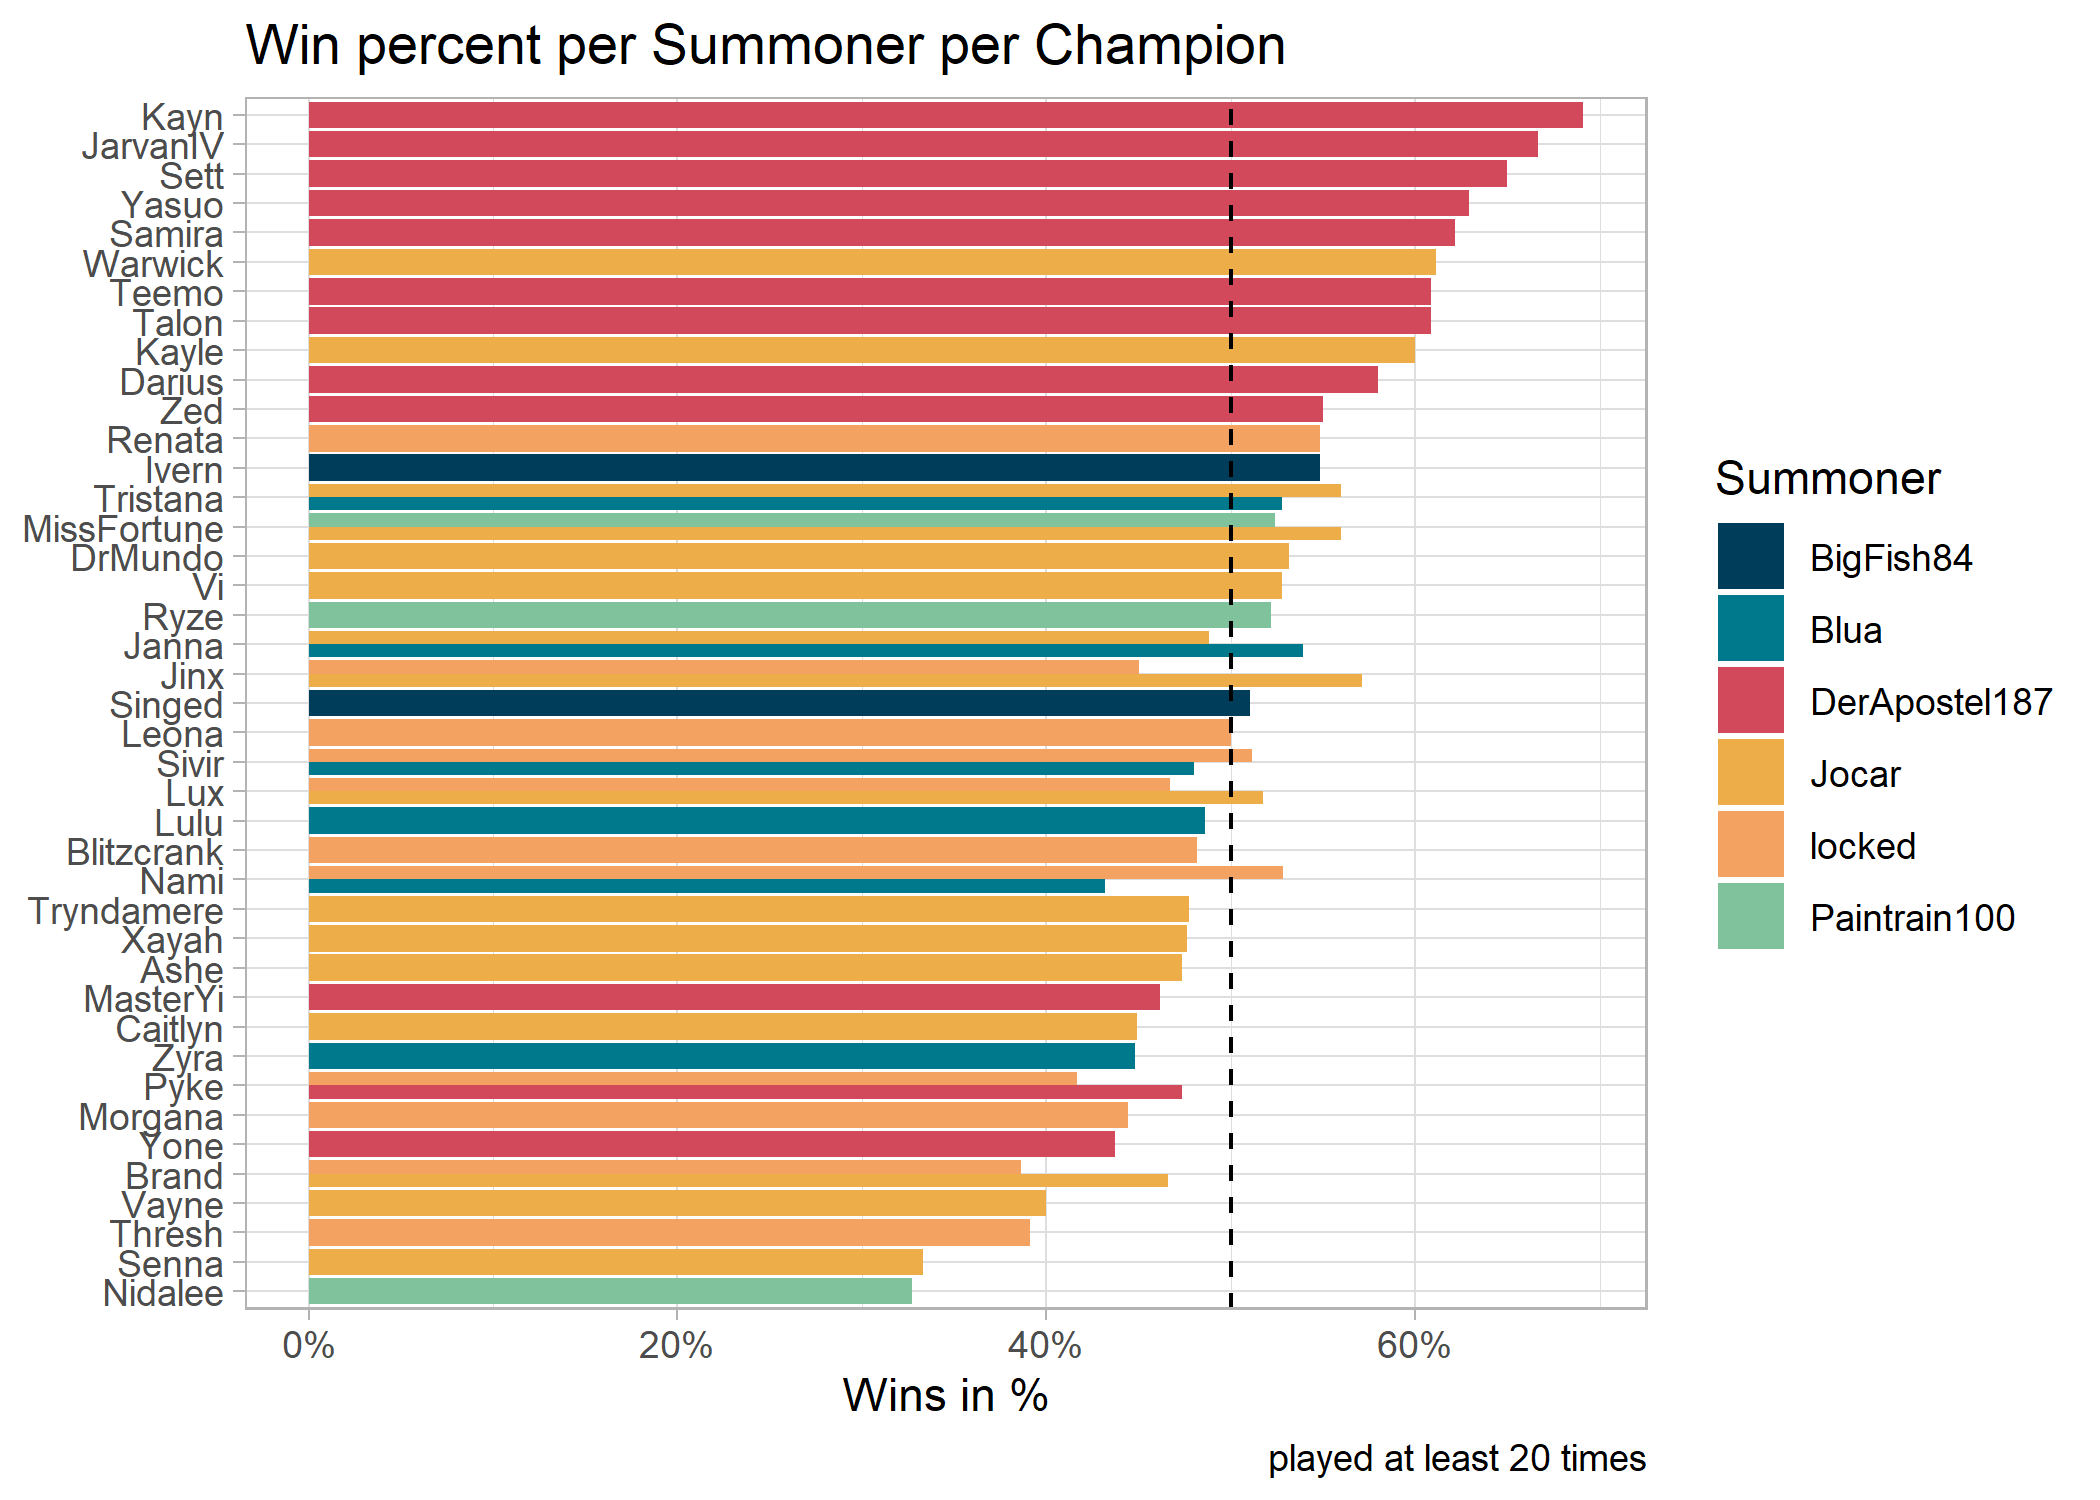 Win percent per Summoner per Champion
Kayn
JarvanIV
Sett
Yasuo
Samira
Warwick
Teemo
Talon
Kayle
Darius
Zed
Renata
Ivern
Tristana
MissFortune
DrMundo
Vi
Ryze
Janna
Jinx
Singed
Leona
Sivir
Lux
Lulu
Blitzcrank
Nami
Tryndamere
Xayah
Ashe
MasterYi
Caitlyn
Zyra
Pyke
Morgana
Yone
Brand
Vayne
Thresh
Senna
Nidalee
0% 20% 40% 60%
Wins in %
played at least 20 times
Summoner
BigFish84
Blua
DerApostel187
Jocar
locked
Paintrain100